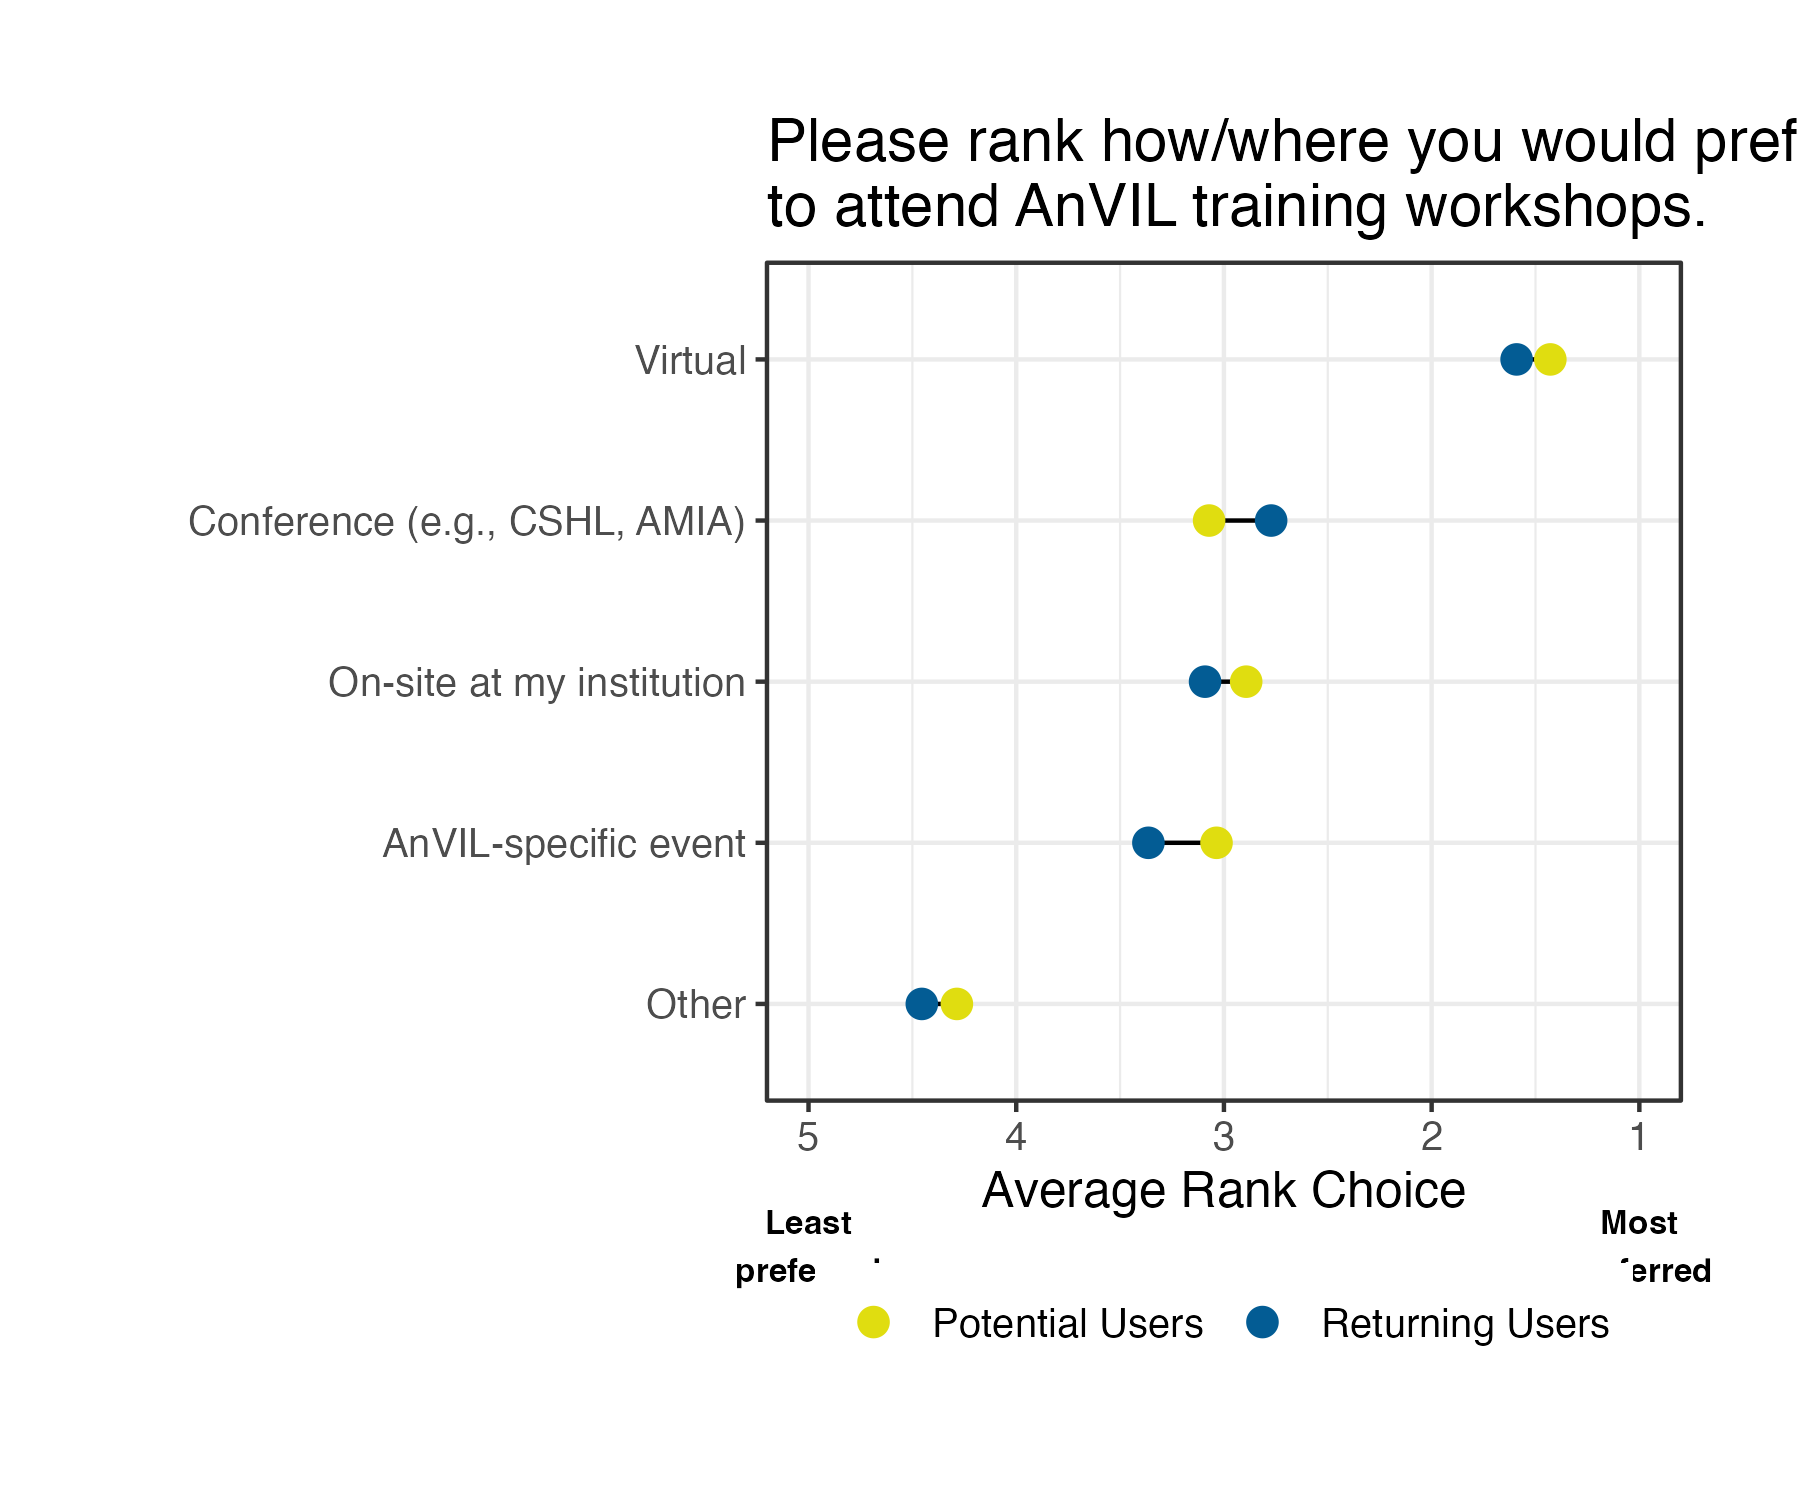 Please rank how/where you would pref
to attend AnVIL training workshops.
Virtual
Conference (e.g., CSHL, AMIA)
On-site at my institution
AnVIL-specific event
Other
5 4 3 2 1
Average Rank Choice
Least Most
prefe erred
Potential Users Returning Users